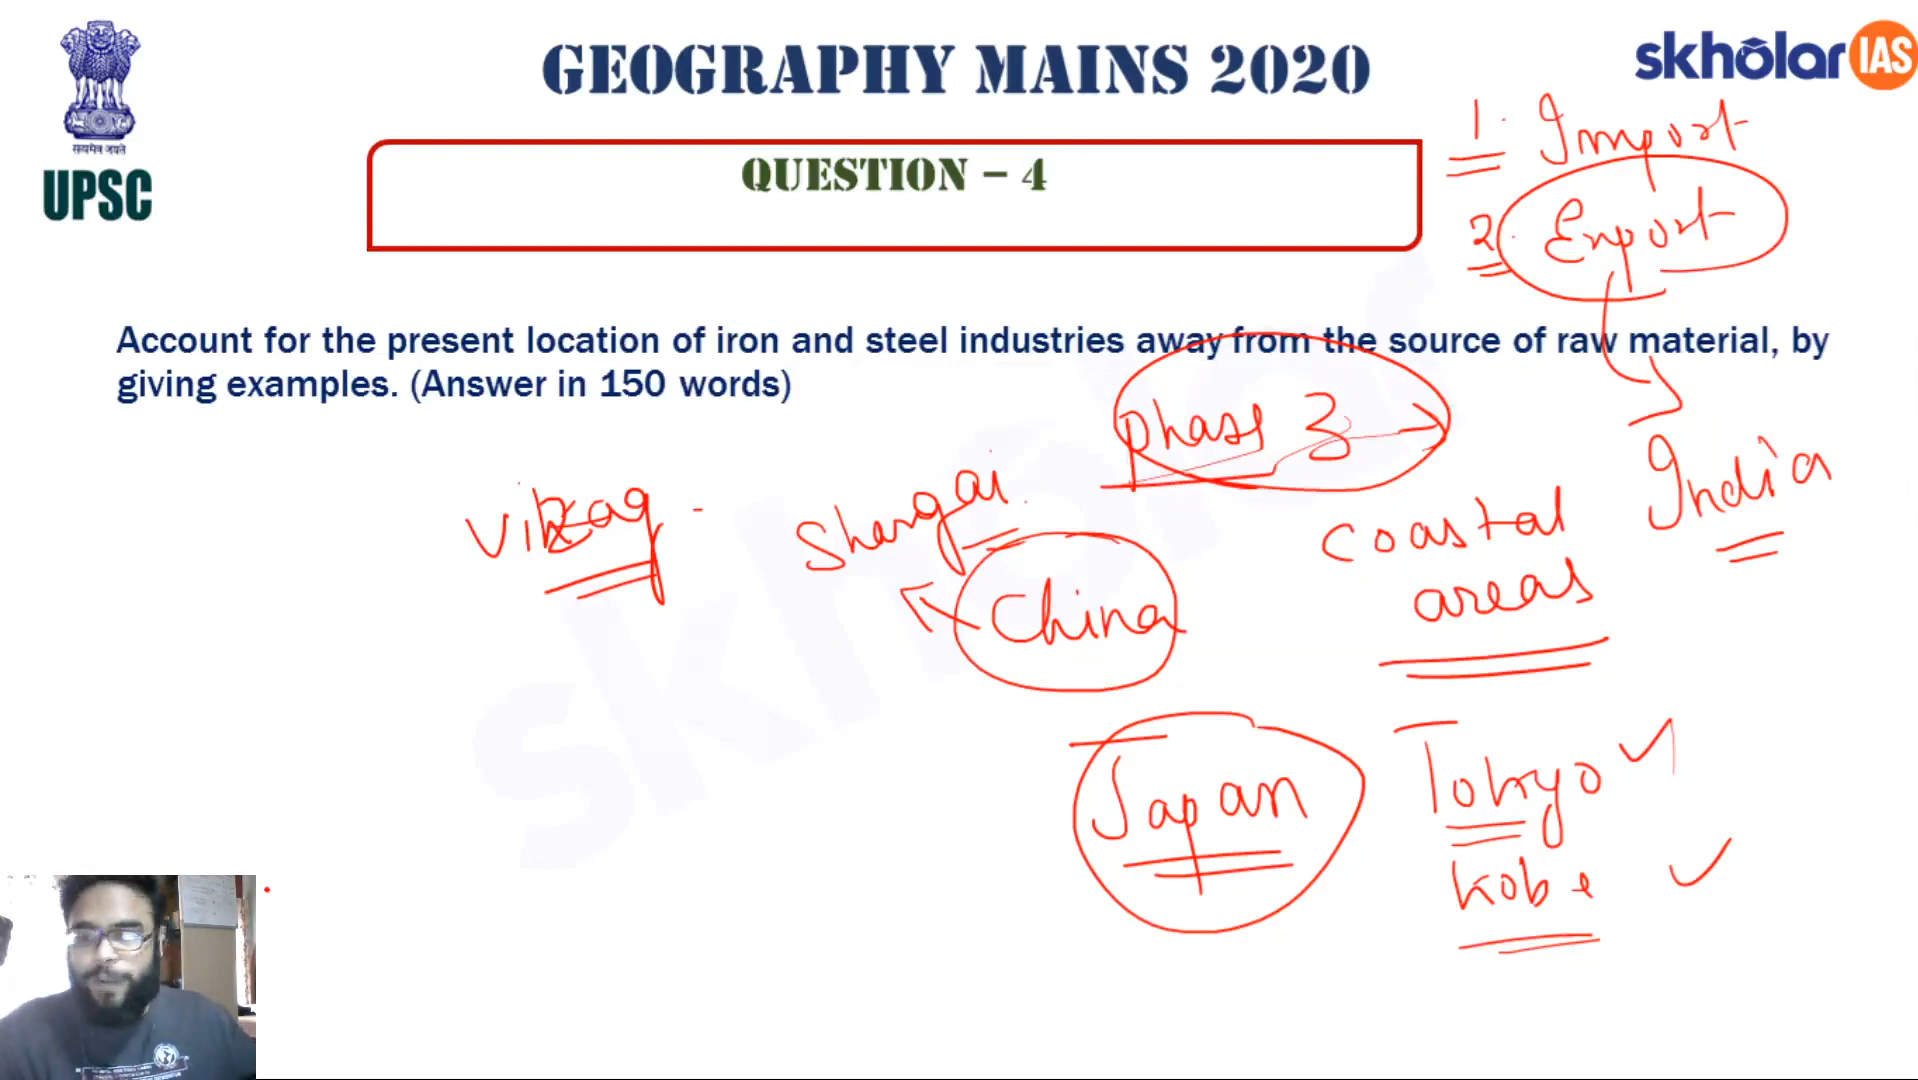 GEOGRAPHY MAINS 2020
skholar IAS
सत्यमेव जयते
UPSC
QUESTION – 4
1. Import
2. Export
Account for the present location of iron and steel industries away from the source of raw material, by
giving examples. (Answer in 150 words)
phase 3
India
Vizag
Shangai
Coastal
areas
China
Japan
Tokyo
Kobe
skholar